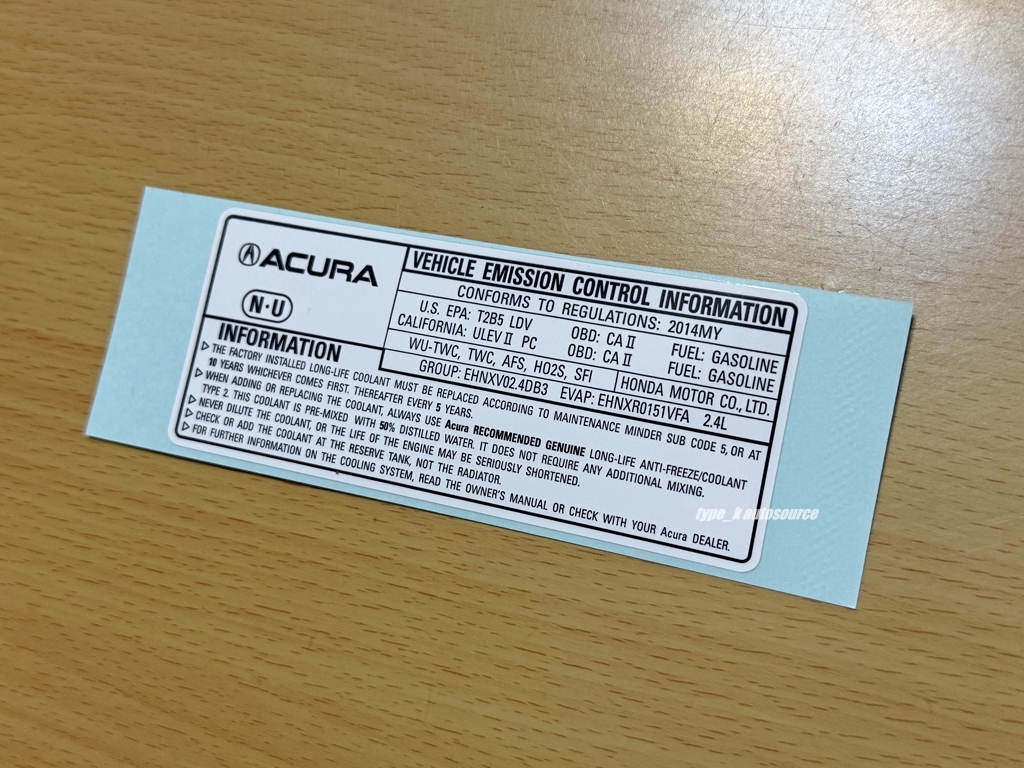 ACURA
N·U
VEHICLE EMISSION CONTROL INFORMATION
CONFORMS TO REGULATIONS: 2014MY
U.S. EPA: T2B5 LDV OBD: CA II FUEL: GASOLINE
CALIFORNIA: ULEV II PC OBD: CA II FUEL: GASOLINE
WU-TWC, TWC, AFS, HO2S, SFI HONDA MOTOR CO., LTD.
GROUP: EHNXV02.4DB3 EVAP: EHNXR0151VFA 2.4L
INFORMATION
▷ THE FACTORY INSTALLED LONG-LIFE COOLANT MUST BE REPLACED ACCORDING TO MAINTENANCE MINDER SUB CODE 5, OR AT
10 YEARS WHICHEVER COMES FIRST. THEREAFTER EVERY 5 YEARS.
▷ WHEN ADDING OR REPLACING THE COOLANT, ALWAYS USE Acura RECOMMENDED GENUINE LONG-LIFE ANTI-FREEZE/COOLANT
TYPE 2. THIS COOLANT IS PRE-MIXED WITH 50% DISTILLED WATER. IT DOES NOT REQUIRE ANY ADDITIONAL MIXING.
▷ NEVER DILUTE THE COOLANT, OR THE LIFE OF THE ENGINE MAY BE SERIOUSLY SHORTENED.
▷ CHECK OR ADD THE COOLANT AT THE RESERVE TANK, NOT THE RADIATOR.
▷ FOR FURTHER INFORMATION ON THE COOLING SYSTEM, READ THE OWNER'S MANUAL OR CHECK WITH YOUR Acura DEALER.
type_k autosource